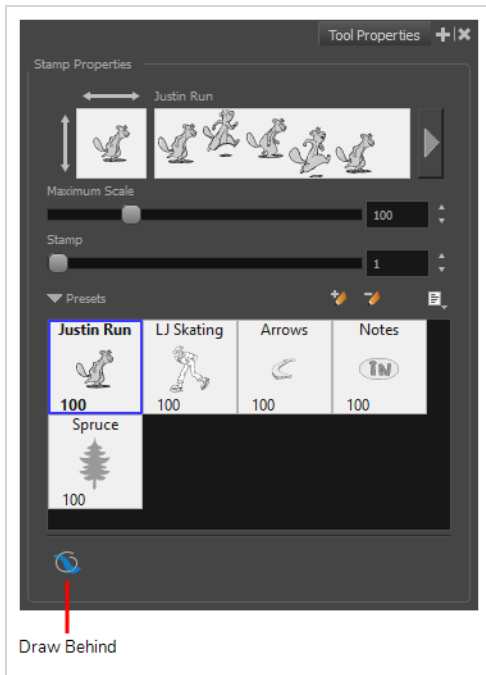 Tool Properties
Stamp Properties
Justin Run
Maximum Scale
100
Stamp
1
Presets
Justin Run LJ Skating Arrows Notes
IN
100 100 100 100
Spruce
100
Draw Behind